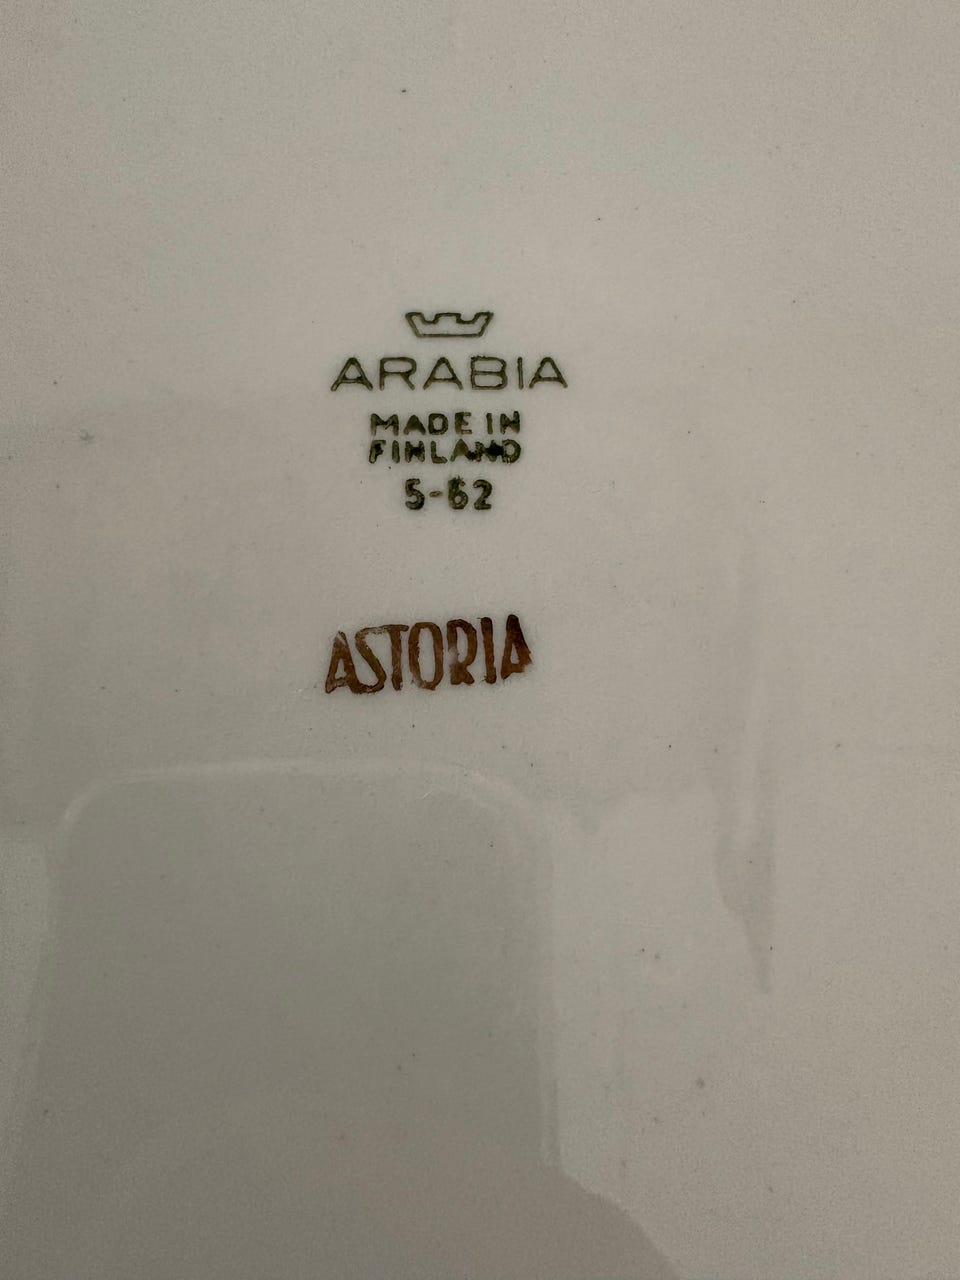 ARABIA
MADE IN
FINLAND
5-62
ASTORIA